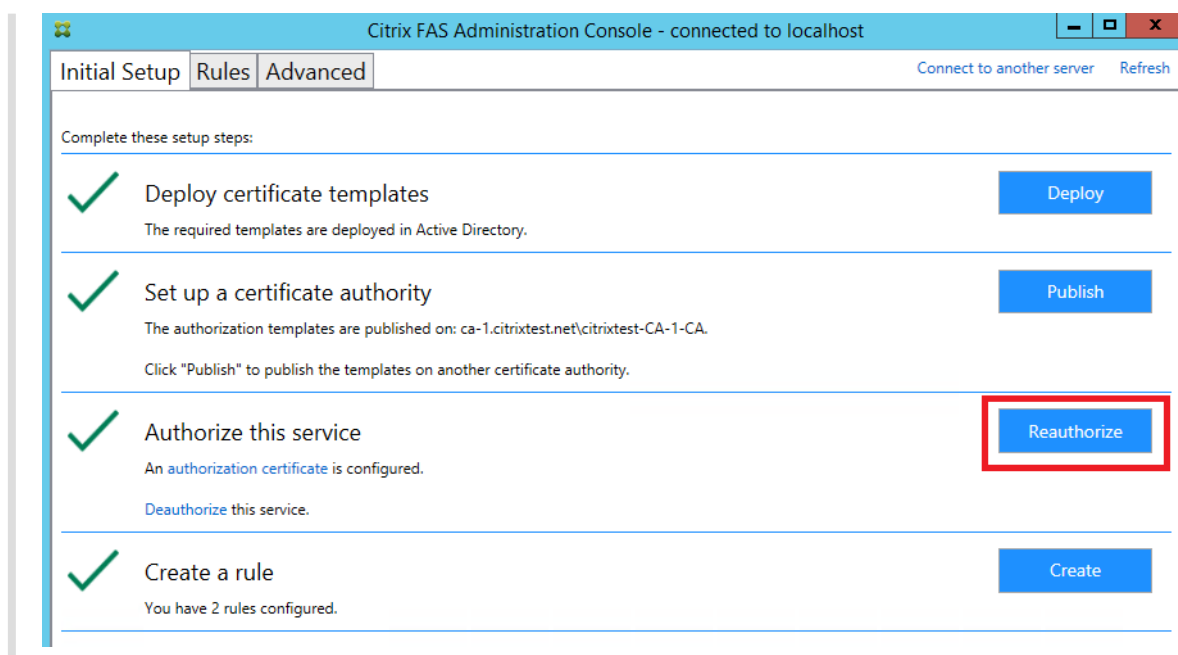 Citrix FAS Administration Console - connected to localhost
Initial Setup Rules Advanced Connect to another server Refresh
Complete these setup steps:
Deploy certificate templates Deploy
The required templates are deployed in Active Directory.
Set up a certificate authority Publish
The authorization templates are published on: ca-1.citrixtest.net\citrixtest-CA-1-CA.
Click "Publish" to publish the templates on another certificate authority.
Authorize this service Reauthorize
An authorization certificate is configured.
Deauthorize this service.
Create a rule Create
You have 2 rules configured.